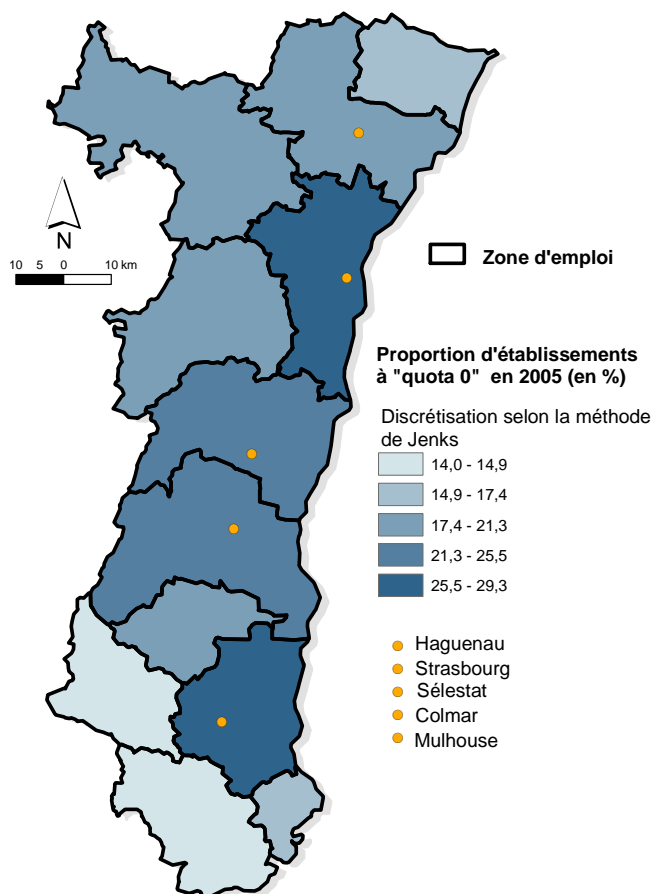 N
10 5 0 10 km
Zone d'emploi
Proportion d'établissements
à "quota 0" en 2005 (en %)
Discrétisation selon la méthode
de Jenks
14,0 - 14,9
14,9 - 17,4
17,4 - 21,3
21,3 - 25,5
25,5 - 29,3
Haguenau
Strasbourg
Sélestat
Colmar
Mulhouse